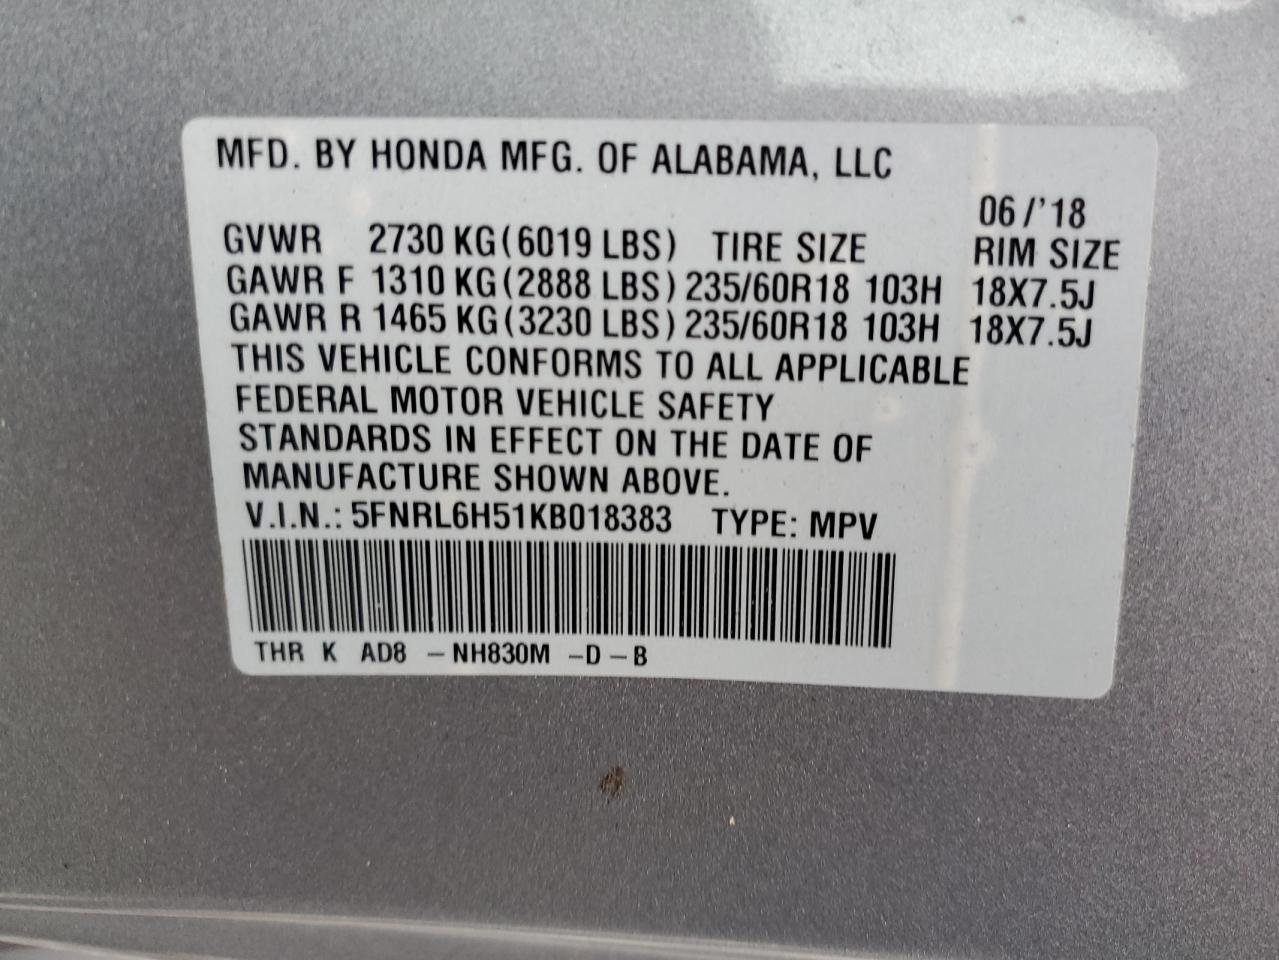 MFD. BY HONDA MFG. OF ALABAMA, LLC
06/'18
GVWR 2730 KG(6019 LBS) TIRE SIZE RIM SIZE
GAWR F 1310 KG(2888 LBS) 235/60R18 103H 18X7.5J
GAWR R 1465 KG(3230 LBS) 235/60R18 103H 18X7.5J
THIS VEHICLE CONFORMS TO ALL APPLICABLE
FEDERAL MOTOR VEHICLE SAFETY
STANDARDS IN EFFECT ON THE DATE OF
MANUFACTURE SHOWN ABOVE.
V.I.N.: 5FNRL6H51KB018383 TYPE: MPV
THR K AD8 -NH830M -D-B